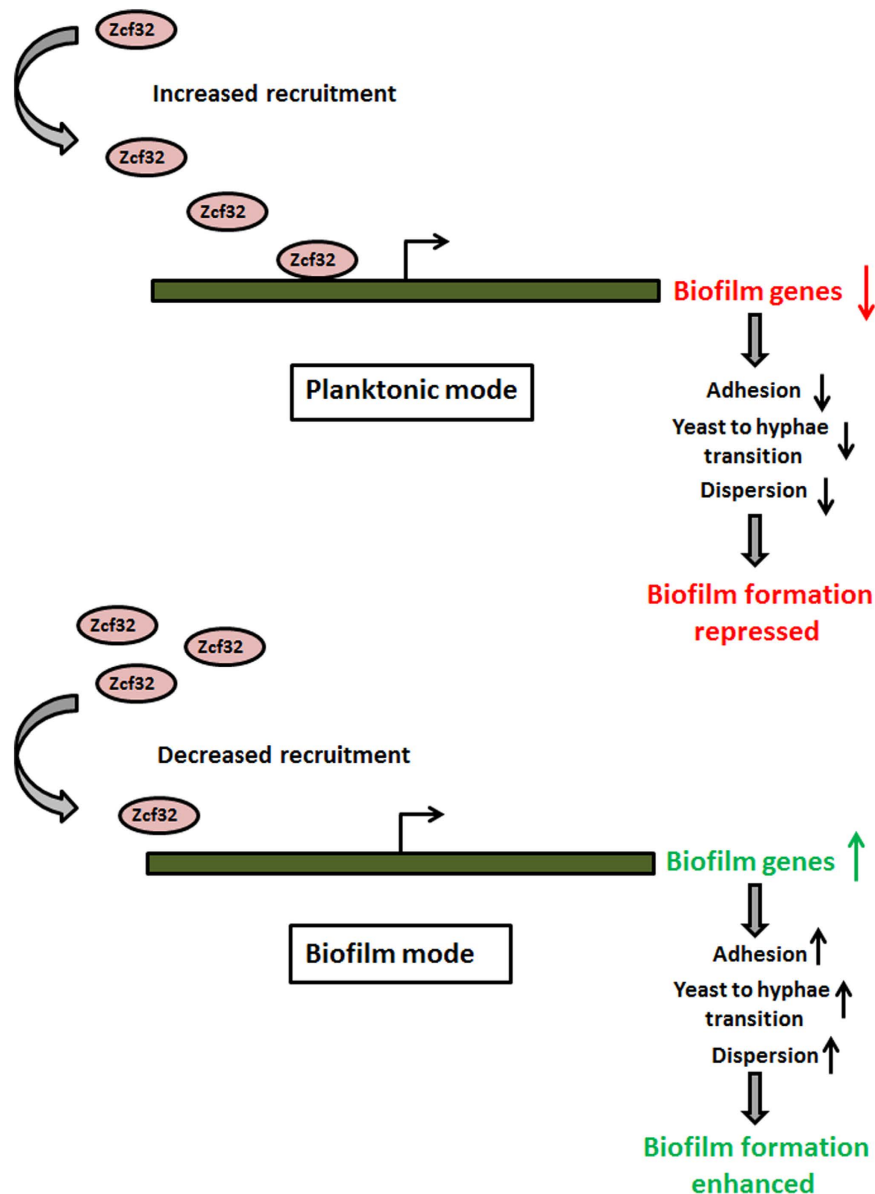 Zcf32
Increased recruitment
Zcf32
Zcf32
Zcf32
Biofilm genes
Planktonic mode
Adhesion
Yeast to hyphae
transition
Dispersion
Biofilm formation
repressed
Zcf32
Zcf32
Zcf32
Decreased recruitment
Zcf32
Biofilm genes
Biofilm mode
Adhesion
Yeast to hyphae
transition
Dispersion
Biofilm formation
enhanced